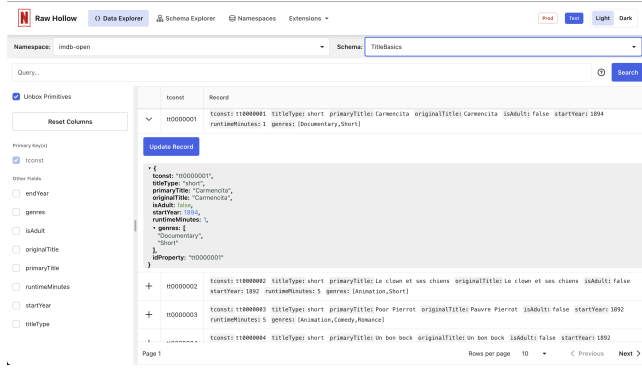 N Raw Hollow
{} Data Explorer
Schema Explorer
Namespaces
Extensions
Prod
Test
Light
Dark
Namespace: imdb-open
Schema: TitleBasics
Query...
Search
Unbox Primitives
Reset Columns
Primary Key(s)
tconst
Other Fields
endYear
genres
isAdult
originalTitle
primaryTitle
runtimeMinutes
startYear
titleType
tconst Record
tt0000001
tconst: tt0000001 titleType: short primaryTitle: Carmencita originalTitle: Carmencita isAdult: false startYear: 1894
runtimeMinutes: 1 genres: [Documentary,Short]
Update Record
{
tconst: "tt0000001",
titleType: "short",
primaryTitle: "Carmencita",
originalTitle: "Carmencita",
isAdult: false,
startYear: 1894,
runtimeMinutes: 1,
genres: [
"Documentary",
"Short"
],
idProperty: "tt0000001"
}
tt0000002
tconst: tt0000002 titleType: short primaryTitle: Le clown et ses chiens originalTitle: Le clown et ses chiens isAdult: false
startYear: 1892 runtimeMinutes: 5 genres: [Animation,Short]
tt0000003
tconst: tt0000003 titleType: short primaryTitle: Poor Pierrot originalTitle: Pauvre Pierrot isAdult: false startYear: 1892
runtimeMinutes: 5 genres: [Animation,Comedy,Romance]
tconst: tt0000004 titleType: short primaryTitle: Un bon bock originalTitle: Un bon bock isAdult: false startYear: 1892
Page 1
Rows per page 10
< Previous
Next >